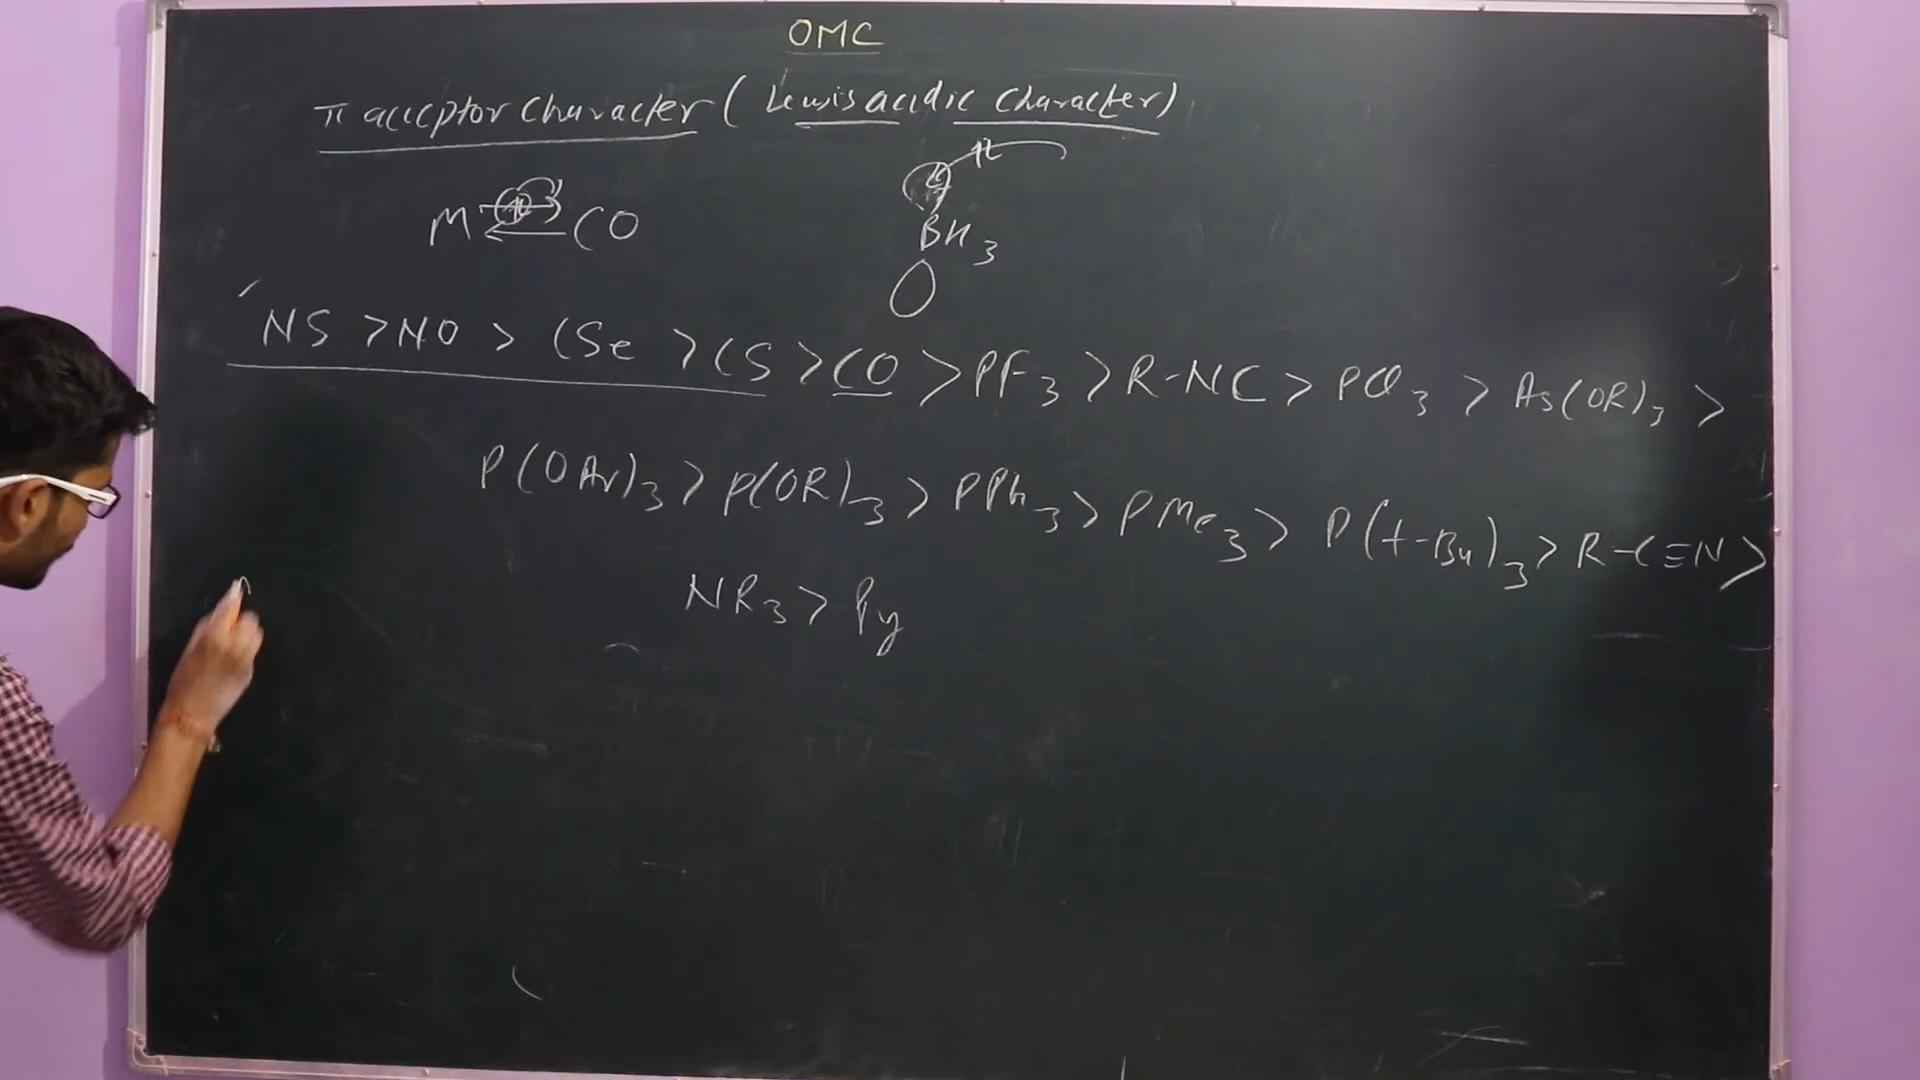 OMC
π acceptor character (Lewis acidic character)
M CO BH3
NS > NO > CSe > CS > CO > PF3 > R-NC > PCl3 > As(OR)3 >
P(OAr)3 > P(OR)3 > PPh3 > PMe3 > P(t-Bu)3 > R-C≡N >
NR3 > Py